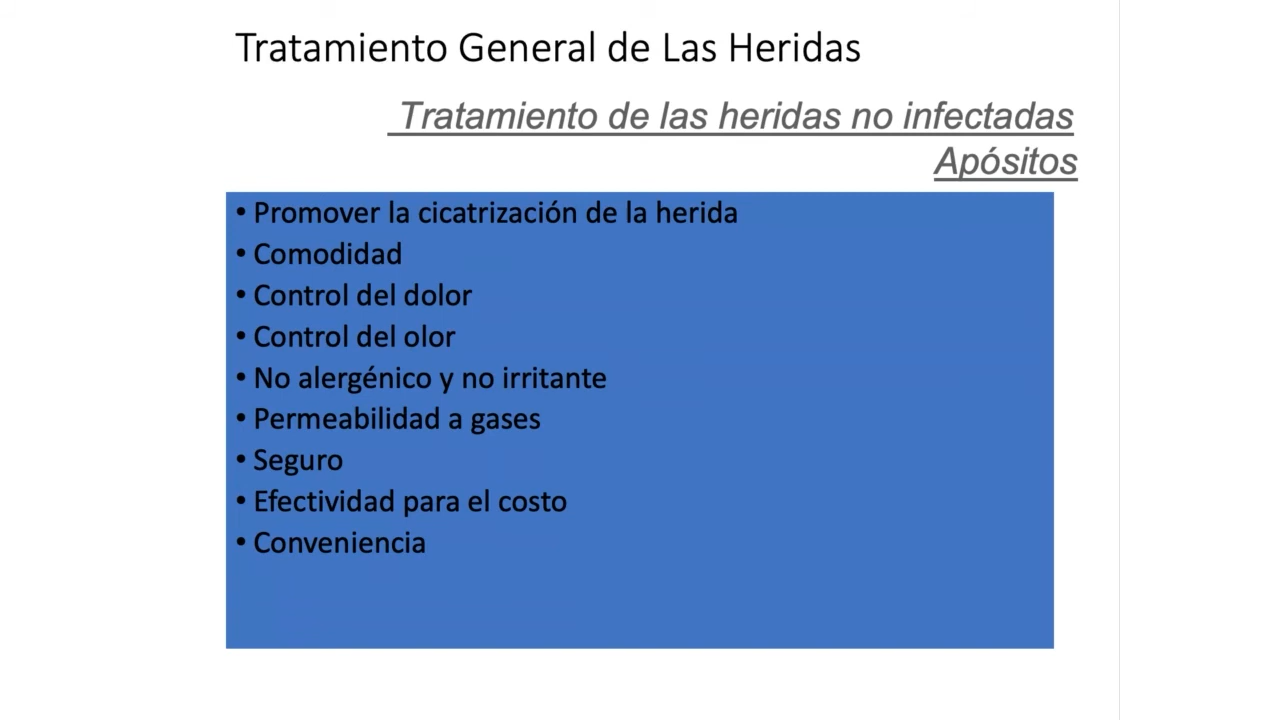 Tratamiento General de Las Heridas
Tratamiento de las heridas no infectadas
Apósitos
• Promover la cicatrización de la herida
• Comodidad
• Control del dolor
• Control del olor
• No alergénico y no irritante
• Permeabilidad a gases
• Seguro
• Efectividad para el costo
• Conveniencia